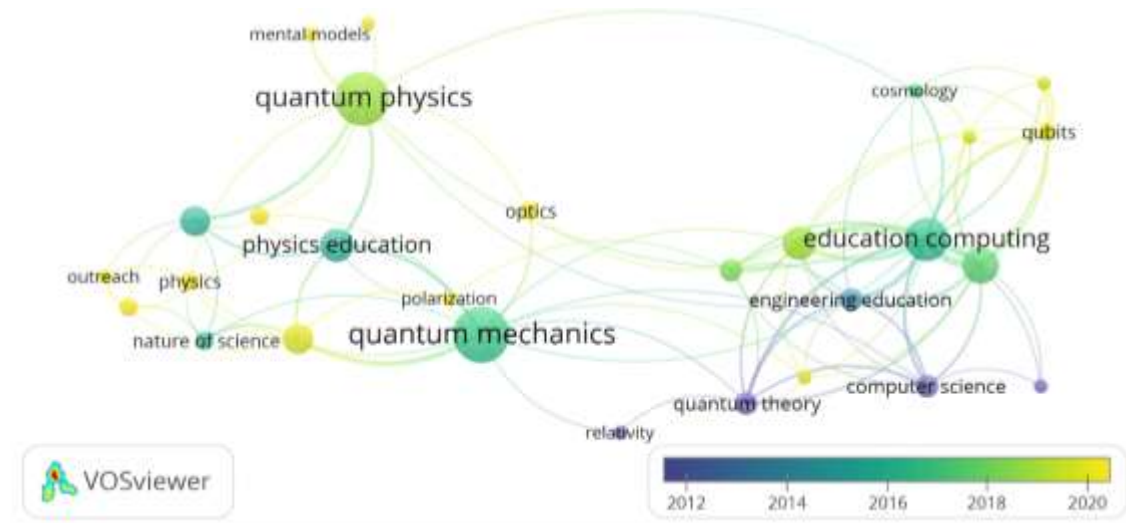 mental models
quantum physics
cosmology
qubits
optics
education computing
physics education
outreach
physics
polarization
engineering education
quantum mechanics
nature of science
computer science
quantum theory
relativity
VOSviewer
2012 2014 2016 2018 2020